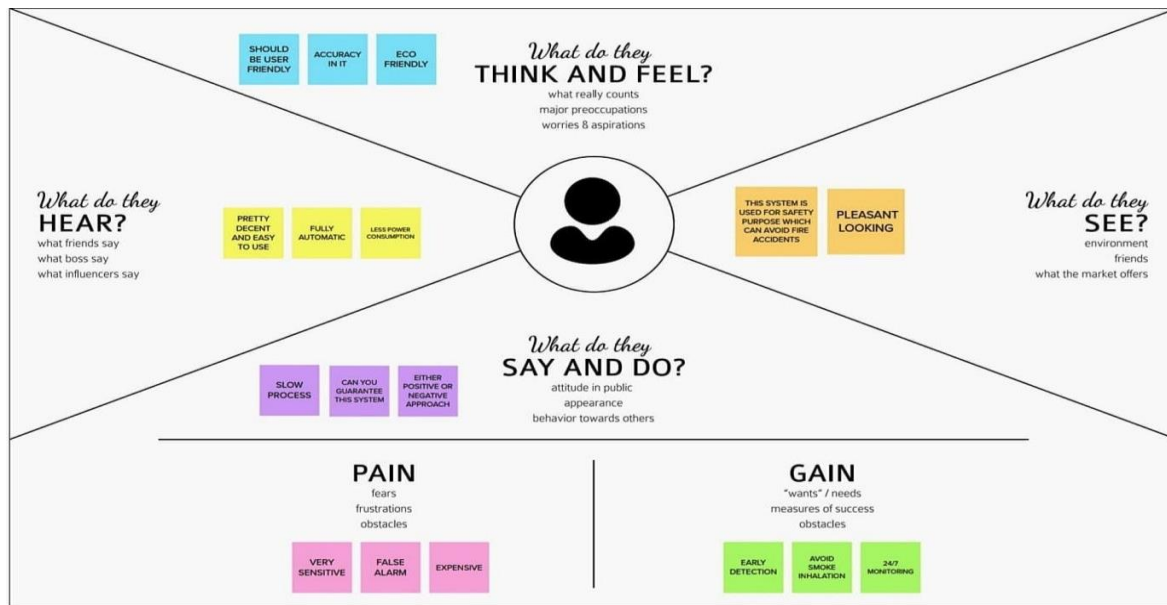 SHOULD
BE USER
FRIENDLY
ACCURACY
IN IT
ECO
FRIENDLY
What do they
THINK AND FEEL?
what really counts
major preoccupations
worries & aspirations
What do they
HEAR?
what friends say
what boss say
what influencers say
PRETTY
DECENT
AND EASY
TO USE
FULLY
AUTOMATIC
LESS POWER
CONSUMPTION
THIS SYSTEM IS
USED FOR SAFETY
PURPOSE WHICH
CAN AVOID FIRE
ACCIDENTS
PLEASANT
LOOKING
What do they
SEE?
environment
friends
what the market offers
What do they
SAY AND DO?
attitude in public
appearance
behavior towards others
SLOW
PROCESS
CAN YOU
GUARANTEE
THIS SYSTEM
EITHER
POSITIVE OR
NEGATIVE
APPROACH
PAIN
fears
frustrations
obstacles
VERY
SENSITIVE
FALSE
ALARM
EXPENSIVE
GAIN
"wants" / needs
measures of success
obstacles
EARLY
DETECTION
AVOID
SMOKE
INHALATION
24/7
MONITORING